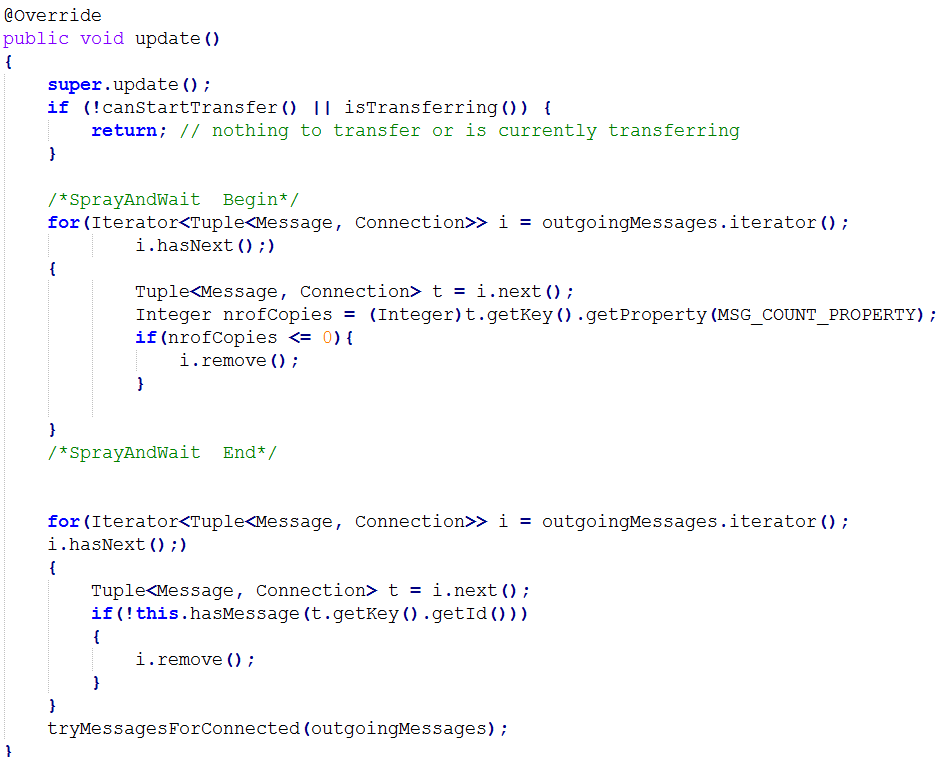 @Override
public void update()
{
    super.update();
    if (!canStartTransfer() || isTransferring()) {
        return; // nothing to transfer or is currently transferring
    }
    /*SprayAndWait  Begin*/
    for(Iterator<Tuple<Message, Connection>> i = outgoingMessages.iterator();
            i.hasNext();)
    {
            Tuple<Message, Connection> t = i.next();
            Integer nrofCopies = (Integer)t.getKey().getProperty(MSG_COUNT_PROPERTY);
            if(nrofCopies <= 0){
                i.remove();
            }
    }
    /*SprayAndWait  End*/
    for(Iterator<Tuple<Message, Connection>> i = outgoingMessages.iterator();
    i.hasNext();)
    {
        Tuple<Message, Connection> t = i.next();
        if(!this.hasMessage(t.getKey().getId()))
        {
            i.remove();
        }
    }
    tryMessagesForConnected(outgoingMessages);
}